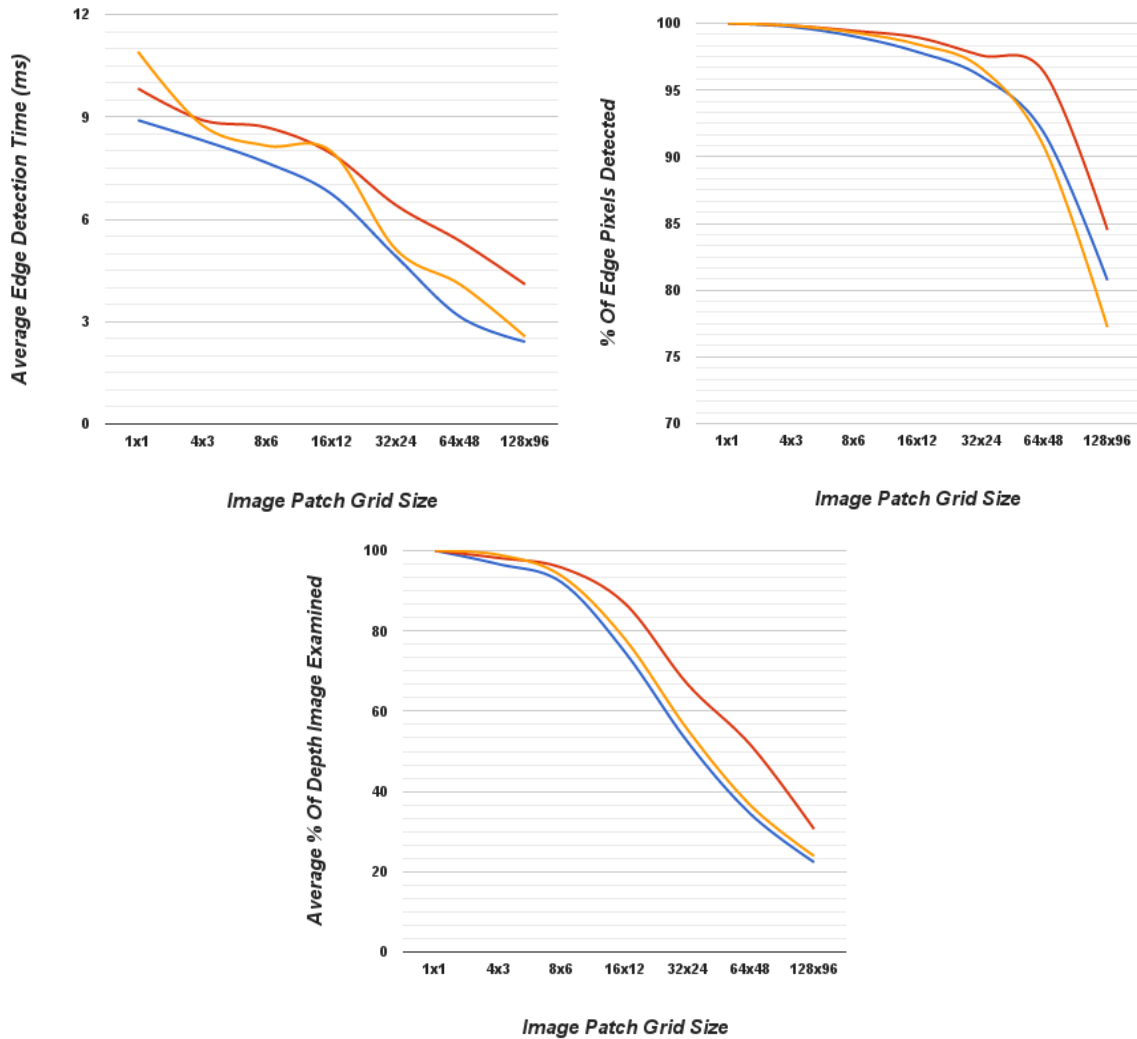 Average Edge Detection Time (ms)
12
9
6
3
0
1x1 4x3 8x6 16x12 32x24 64x48 128x96
Image Patch Grid Size
% Of Edge Pixels Detected
100
95
90
85
80
75
70
1x1 4x3 8x6 16x12 32x24 64x48 128x96
Image Patch Grid Size
Average % Of Depth Image Examined
100
80
60
40
20
0
1x1 4x3 8x6 16x12 32x24 64x48 128x96
Image Patch Grid Size